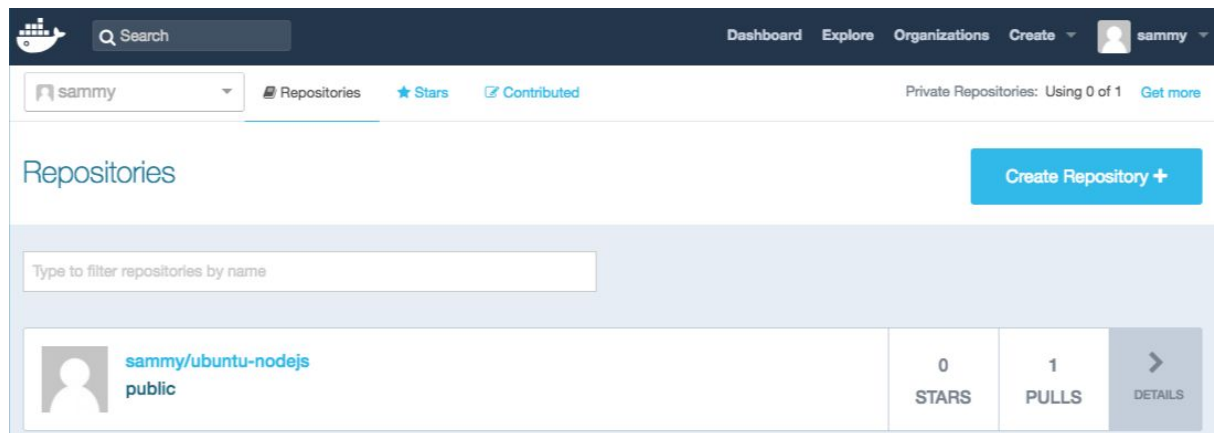 Search Dashboard Explore Organizations Create sammy
sammy Repositories Stars Contributed Private Repositories: Using 0 of 1 Get more
Repositories Create Repository +
Type to filter repositories by name
sammy/ubuntu-nodejs
public
0 1
STARS PULLS DETAILS